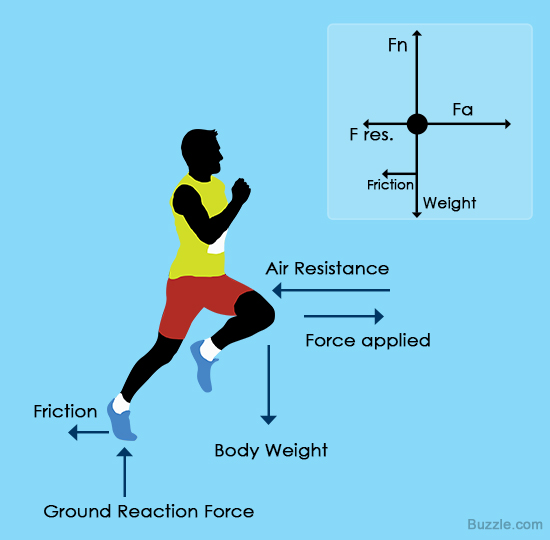 Fn
Fa
F res.
Friction
Weight
Air Resistance
Force applied
Friction
Body Weight
Ground Reaction Force
Buzzle.com